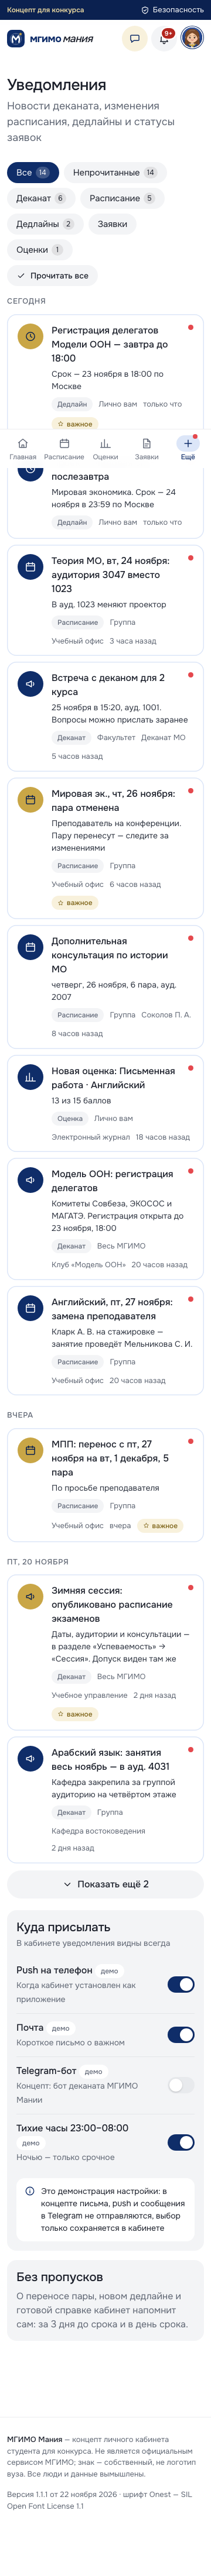 Концепт для конкурса
Безопасность
МГИМО МАНИЯ
9+
Уведомления
Новости деканата, изменения
расписания, дедлайны и статусы
заявок
Все 14
Непрочитанные 14
Деканат 6
Расписание 5
Дедлайны 2
Заявки
Оценки 1
Прочитать все
СЕГОДНЯ
Регистрация делегатов
Модели ООН — завтра до
18:00
Срок — 23 ноября в 18:00 по
Москве
Дедлайн Лично вам только что
важное
Главная
Расписание
Оценки
Заявки
Ещё
послезавтра
Мировая экономика. Срок — 24
ноября в 23:59 по Москве
Дедлайн Лично вам только что
Теория МО, вт, 24 ноября:
аудитория 3047 вместо
1023
В ауд. 1023 меняют проектор
Расписание Группа
Учебный офис 3 часа назад
Встреча с деканом для 2
курса
25 ноября в 15:20, ауд. 1001.
Вопросы можно прислать заранее
Деканат Факультет Деканат МО
5 часов назад
Мировая эк., чт, 26 ноября:
пара отменена
Преподаватель на конференции.
Пару перенесут — следите за
изменениями
Расписание Группа
Учебный офис 6 часов назад
важное
Дополнительная
консультация по истории
МО
четверг, 26 ноября, 6 пара, ауд.
2007
Расписание Группа Соколов П. А.
8 часов назад
Новая оценка: Письменная
работа · Английский
13 из 15 баллов
Оценка Лично вам
Электронный журнал 18 часов назад
Модель ООН: регистрация
делегатов
Комитеты Совбеза, ЭКОСОС и
МАГАТЭ. Регистрация открыта до
23 ноября, 18:00
Деканат Весь МГИМО
Клуб «Модель ООН» 20 часов назад
Английский, пт, 27 ноября:
замена преподавателя
Кларк А. В. на стажировке —
занятие проведёт Мельникова С. И.
Расписание Группа
Учебный офис 20 часов назад
ВЧЕРА
МПП: перенос с пт, 27
ноября на вт, 1 декабря, 5
пара
По просьбе преподавателя
Расписание Группа
Учебный офис вчера важное
ПТ, 20 НОЯБРЯ
Зимняя сессия:
опубликовано расписание
экзаменов
Даты, аудитории и консультации —
в разделе «Успеваемость» →
«Сессия». Допуск виден там же
Деканат Весь МГИМО
Учебное управление 2 дня назад
важное
Арабский язык: занятия
весь ноябрь — в ауд. 4031
Кафедра закрепила за группой
аудиторию на четвёртом этаже
Деканат Группа
Кафедра востоковедения
2 дня назад
Показать ещё 2
Куда присылать
В кабинете уведомления видны всегда
Push на телефон демо
Когда кабинет установлен как
приложение
Почта демо
Короткое письмо о важном
Telegram-бот демо
Концепт: бот деканата МГИМО
Мании
Тихие часы 23:00–08:00
демо
Ночью — только срочное
Это демонстрация настройки: в
концепте письма, push и сообщения
в Telegram не отправляются, выбор
только сохраняется в кабинете
Без пропусков
О переносе пары, новом дедлайне и
готовой справке кабинет напомнит
сам: за 3 дня до срока и в день срока.
МГИМО Мания — концепт личного кабинета
студента для конкурса. Не является официальным
сервисом МГИМО; знак — собственный, не логотип
вуза. Все люди и данные вымышлены.
Версия 1.1.1 от 22 ноября 2026 · шрифт Onest — SIL
Open Font License 1.1